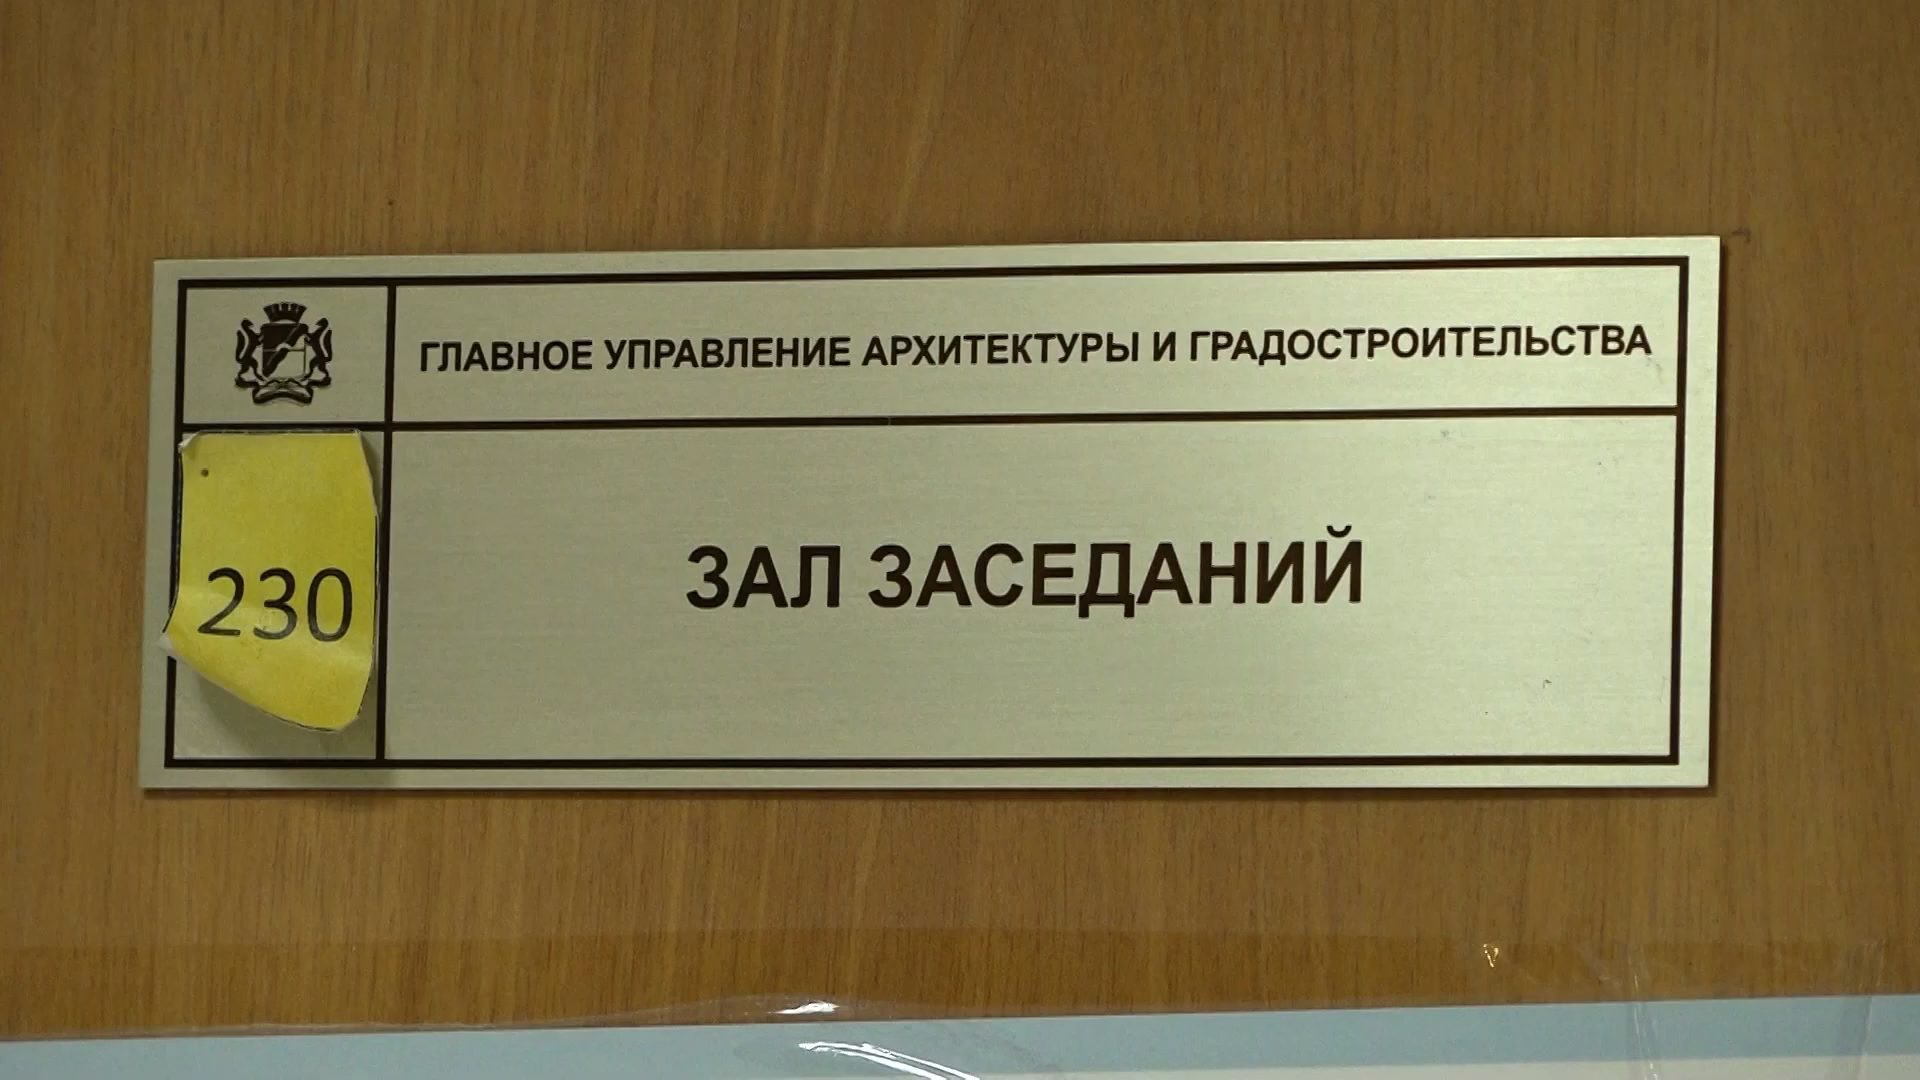 ГЛАВНОЕ УПРАВЛЕНИЕ АРХИТЕКТУРЫ И ГРАДОСТРОИТЕЛЬСТВА
230
ЗАЛ ЗАСЕДАНИЙ